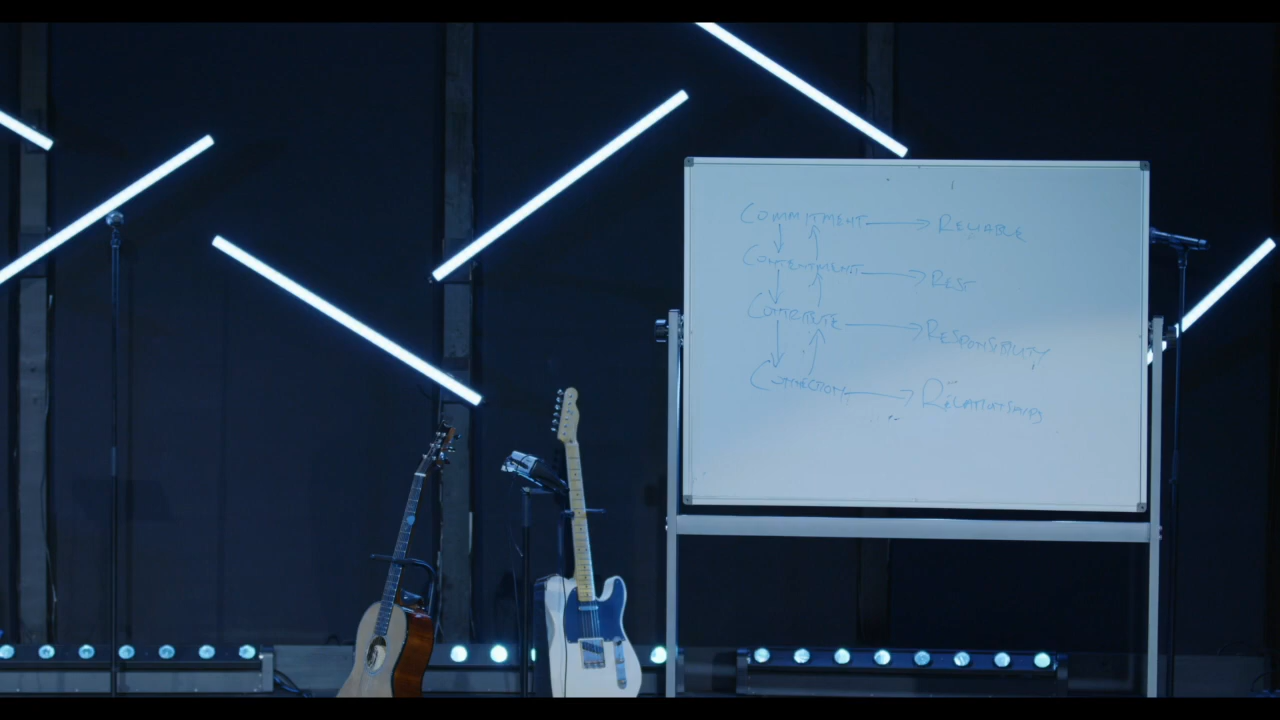 COMMITMENT → RELIABLE
CONTENTMENT → REST
CONTRIBUTE → RESPONSIBILITY
CONNECTION → RELATIONSHIPS